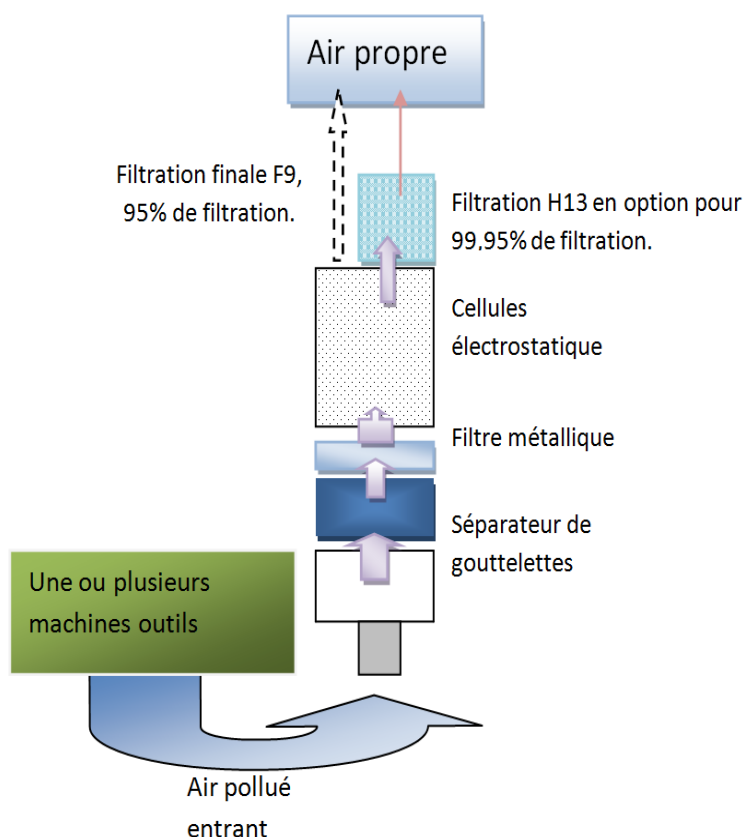 Air propre
Filtration finale F9,
95% de filtration.
Filtration H13 en option pour
99,95% de filtration.
Cellules
électrostatique
Filtre métallique
Séparateur de
gouttelettes
Une ou plusieurs
machines outils
Air pollué
entrant